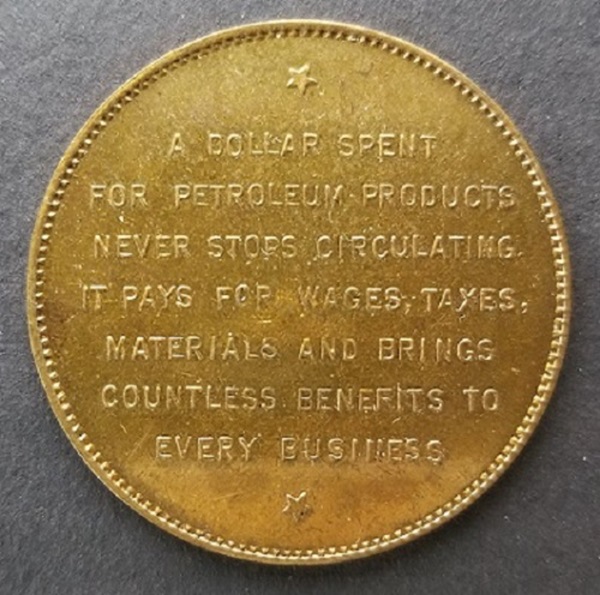 A DOLLAR SPENT
FOR PETROLEUM PRODUCTS
NEVER STOPS CIRCULATING.
IT PAYS FOR WAGES, TAXES,
MATERIALS AND BRINGS
COUNTLESS BENEFITS TO
EVERY BUSINESS